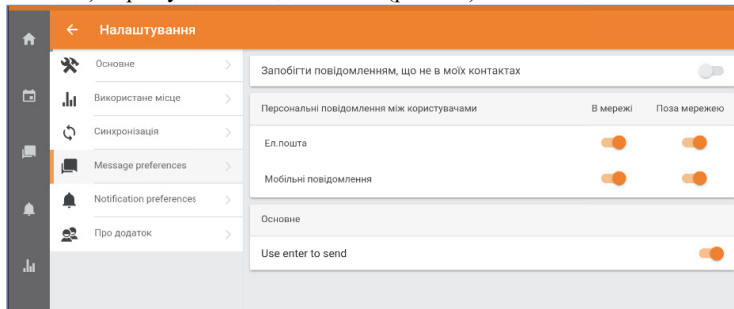 Налаштування
Основне
Використане місце
Синхронізація
Message preferences
Notification preferences
Про додаток
Запобігти повідомленням, що не в моїх контактах
Персональні повідомлення між користувачами В мережі Поза мережею
Ел.пошта
Мобільні повідомлення
Основне
Use enter to send